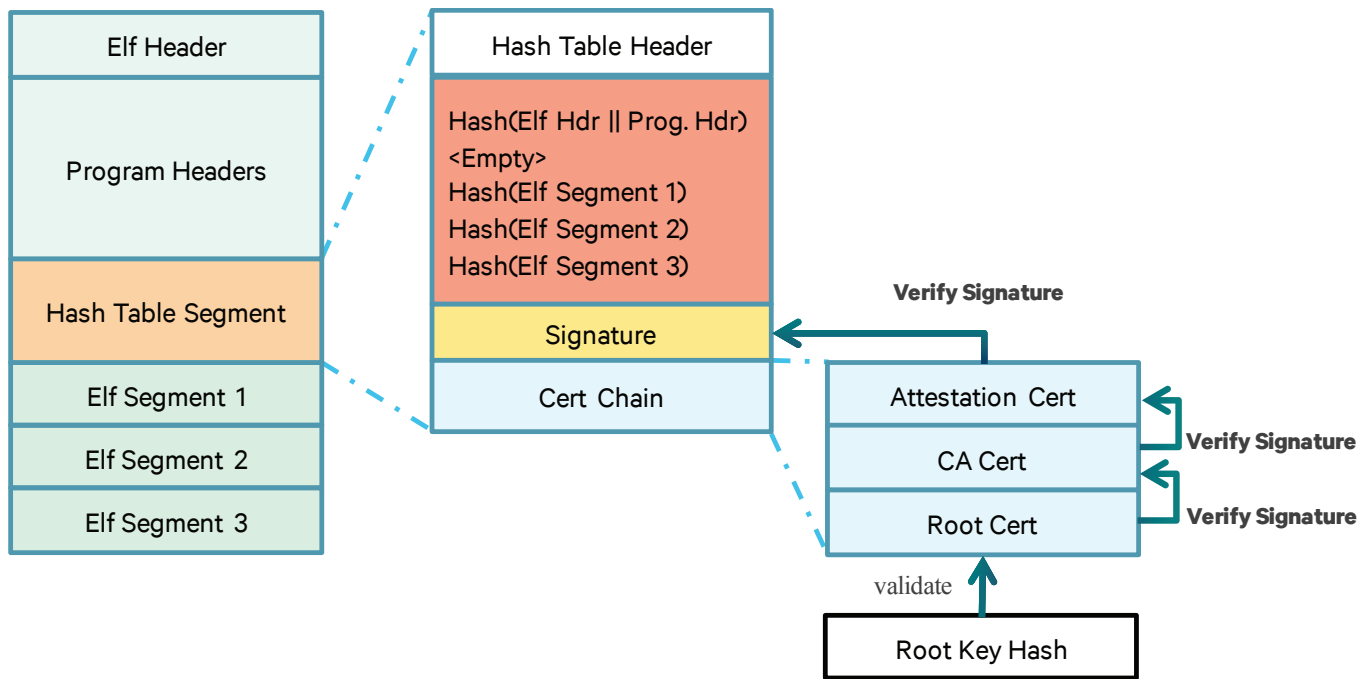 Elf Header
Program Headers
Hash Table Segment
Elf Segment 1
Elf Segment 2
Elf Segment 3
Hash Table Header
Hash(Elf Hdr || Prog. Hdr)
<Empty>
Hash(Elf Segment 1)
Hash(Elf Segment 2)
Hash(Elf Segment 3)
Signature
Cert Chain
Verify Signature
Attestation Cert
CA Cert
Root Cert
Verify Signature
Verify Signature
validate
Root Key Hash